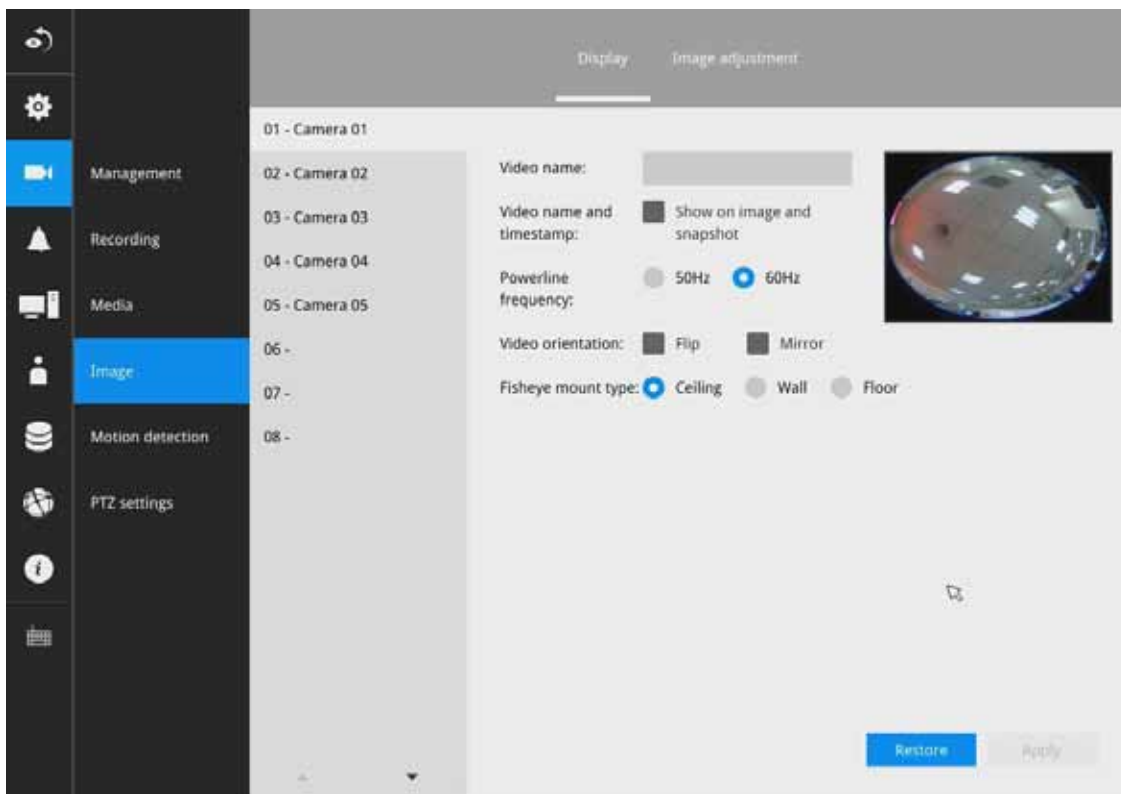 Display
Image adjustment
Management
Recording
Media
Image
Motion detection
PTZ settings
01 - Camera 01
02 - Camera 02
03 - Camera 03
04 - Camera 04
05 - Camera 05
06 -
07 -
08 -
Video name:
Video name and
timestamp:
Show on image and
snapshot
Powerline
frequency:
50Hz
60Hz
Video orientation:
Flip
Mirror
Fisheye mount type:
Ceiling
Wall
Floor
Restore
Apply